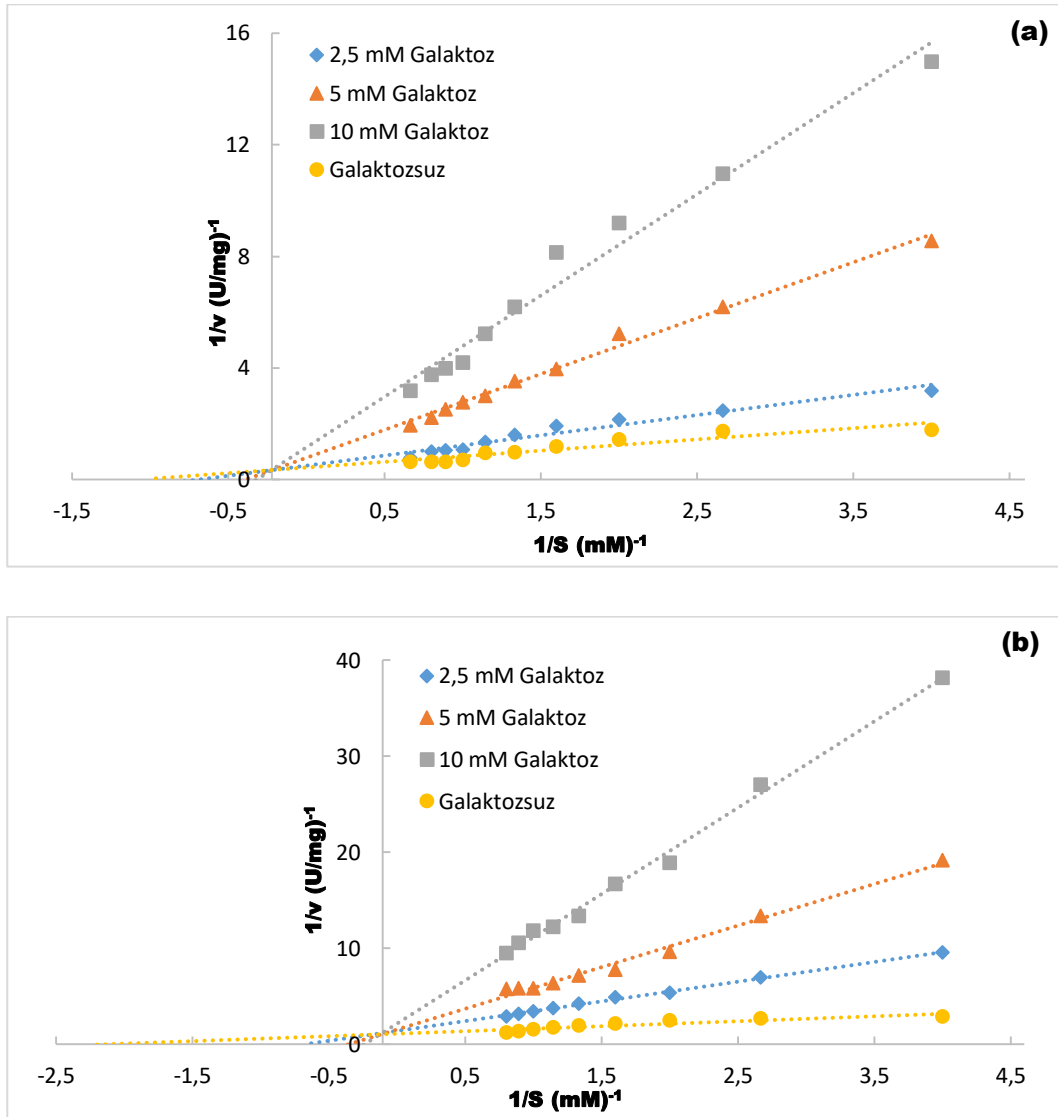 (a)
16
12
8
4
0
2,5 mM Galaktoz
5 mM Galaktoz
10 mM Galaktoz
Galaktozsuz
1/v (U/mg)-1
-1,5 -0,5 0,5 1,5 2,5 3,5 4,5
1/S (mM)-1
(b)
40
30
20
10
0
2,5 mM Galaktoz
5 mM Galaktoz
10 mM Galaktoz
Galaktozsuz
1/v (U/mg)-1
-2,5 -1,5 -0,5 0,5 1,5 2,5 3,5 4,5
1/S (mM)-1